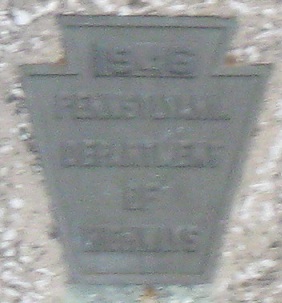 PENNSYLVANIA
DEPARTMENT
OF
HIGHWAYS